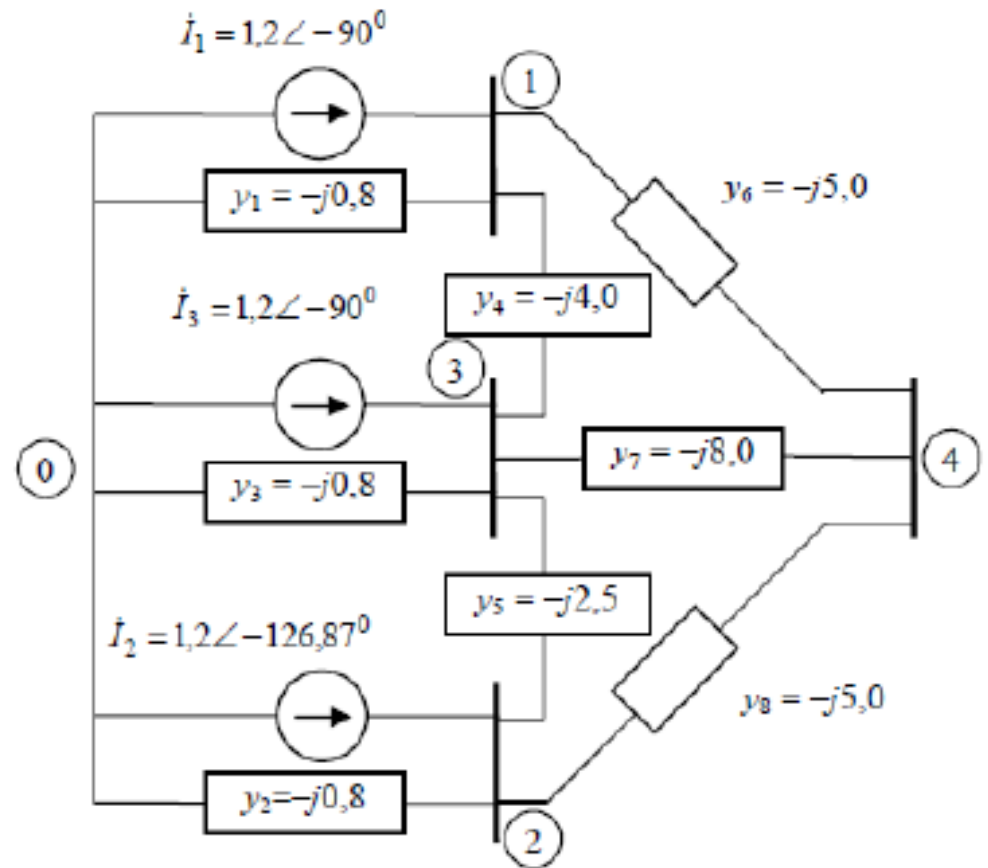 İ₁ = 1,2∠−90⁰
1
y₁ = −j0,8
y₆ = −j5,0
y₄ = −j4,0
İ₃ = 1,2∠−90⁰
3
0
y₃ = −j0,8
y₇ = −j8,0
4
y₅ = −j2,5
İ₂ = 1,2∠−126,87⁰
y₈ = −j5,0
y₂=−j0,8
2